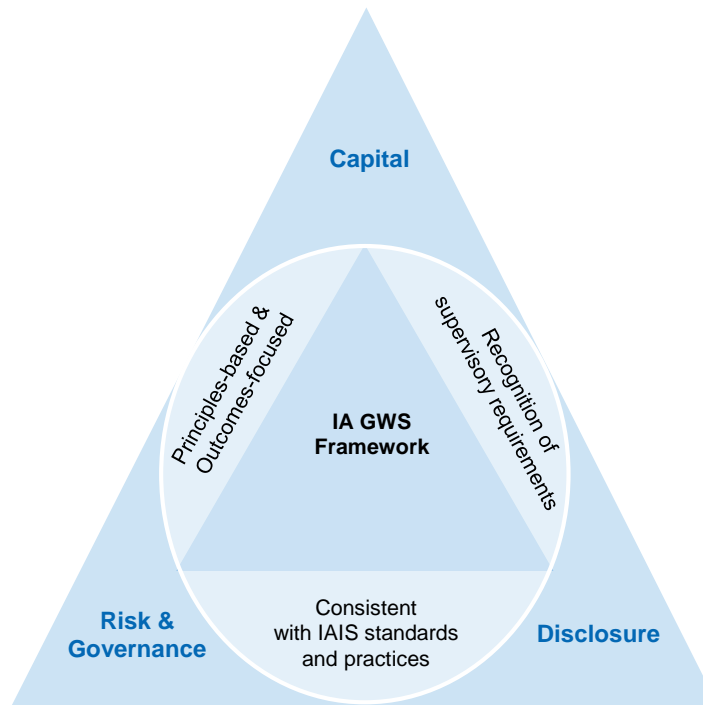 Capital
Principles-based &
Outcomes-focused
Recognition of
supervisory requirements
IA GWS
Framework
Risk &
Governance
Consistent
with IAIS standards
and practices
Disclosure